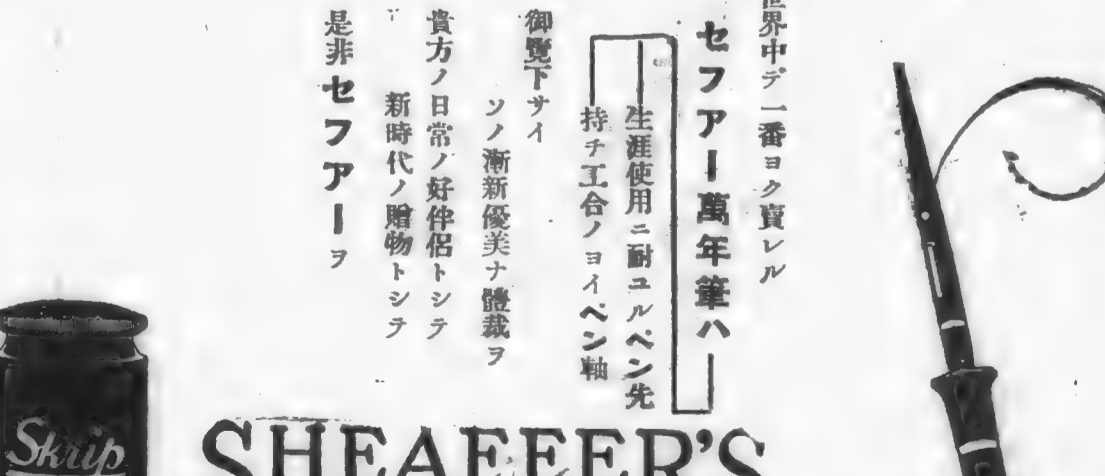 世界中デ一番ヨク賣レル
セフアー萬年筆ハ
生涯使用ニ耐ユルペン先
持チ工合ノヨイペン軸
御覽下サイ
ソノ漸新優美ナ體裁ヲ
貴方ノ日常ノ好伴侶トシテ
新時代ノ贈物トシテ
是非セフアーヲ
Skrip
SHEAFFER'S